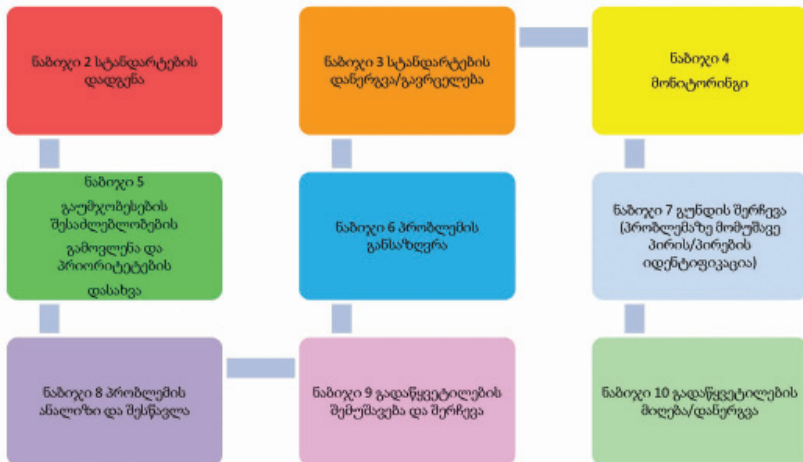 ნაბიჯი 2 სტანდარტების
დადგენა
ნაბიჯი 3 სტანდარტების
დანერგვა/გავრცელება
ნაბიჯი 4
მონიტორინგი
ნაბიჯი 5
გაუმჯობესების
შესაძლებლობების
გამოვლენა და
პრიორიტეტების
დასახვა
ნაბიჯი 6 პრობლემის
განსაზღვრა
ნაბიჯი 7 გუნდის შერჩევა
(პრობლემაზე მომუშავე
პირის/პირების
იდენტიფიკაცია)
ნაბიჯი 8 პრობლემის
ანალიზი და შესწავლა
ნაბიჯი 9 გადაწყვეტილების
შემუშავება და შერჩევა
ნაბიჯი 10 გადაწყვეტილების
მიღება/დანერგვა